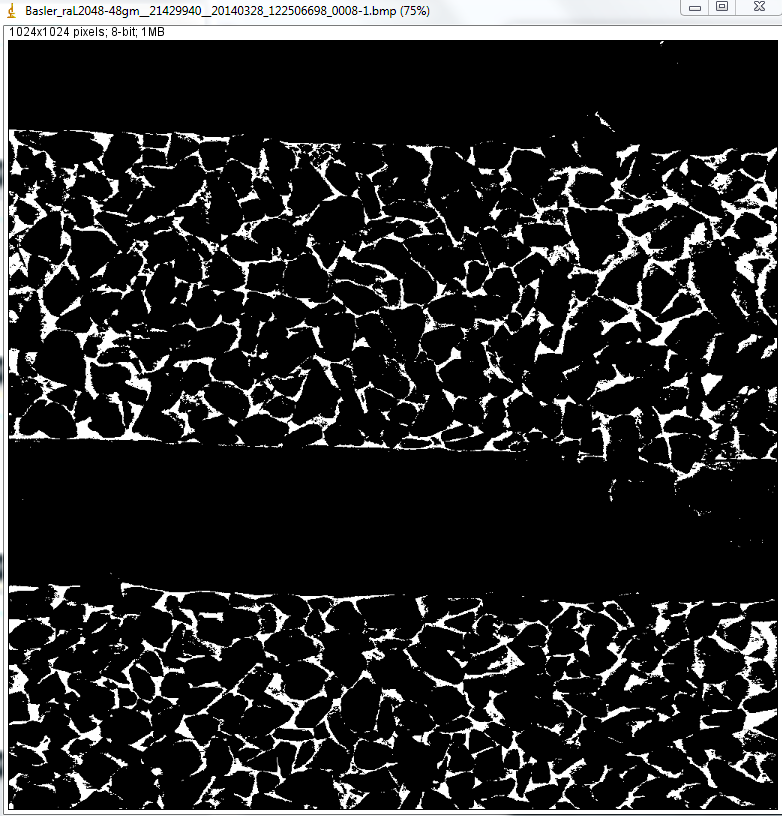 Basler_raL2048-48gm__21429940__20140328_122506698_0008-1.bmp (75%)
1024x1024 pixels; 8-bit; 1MB